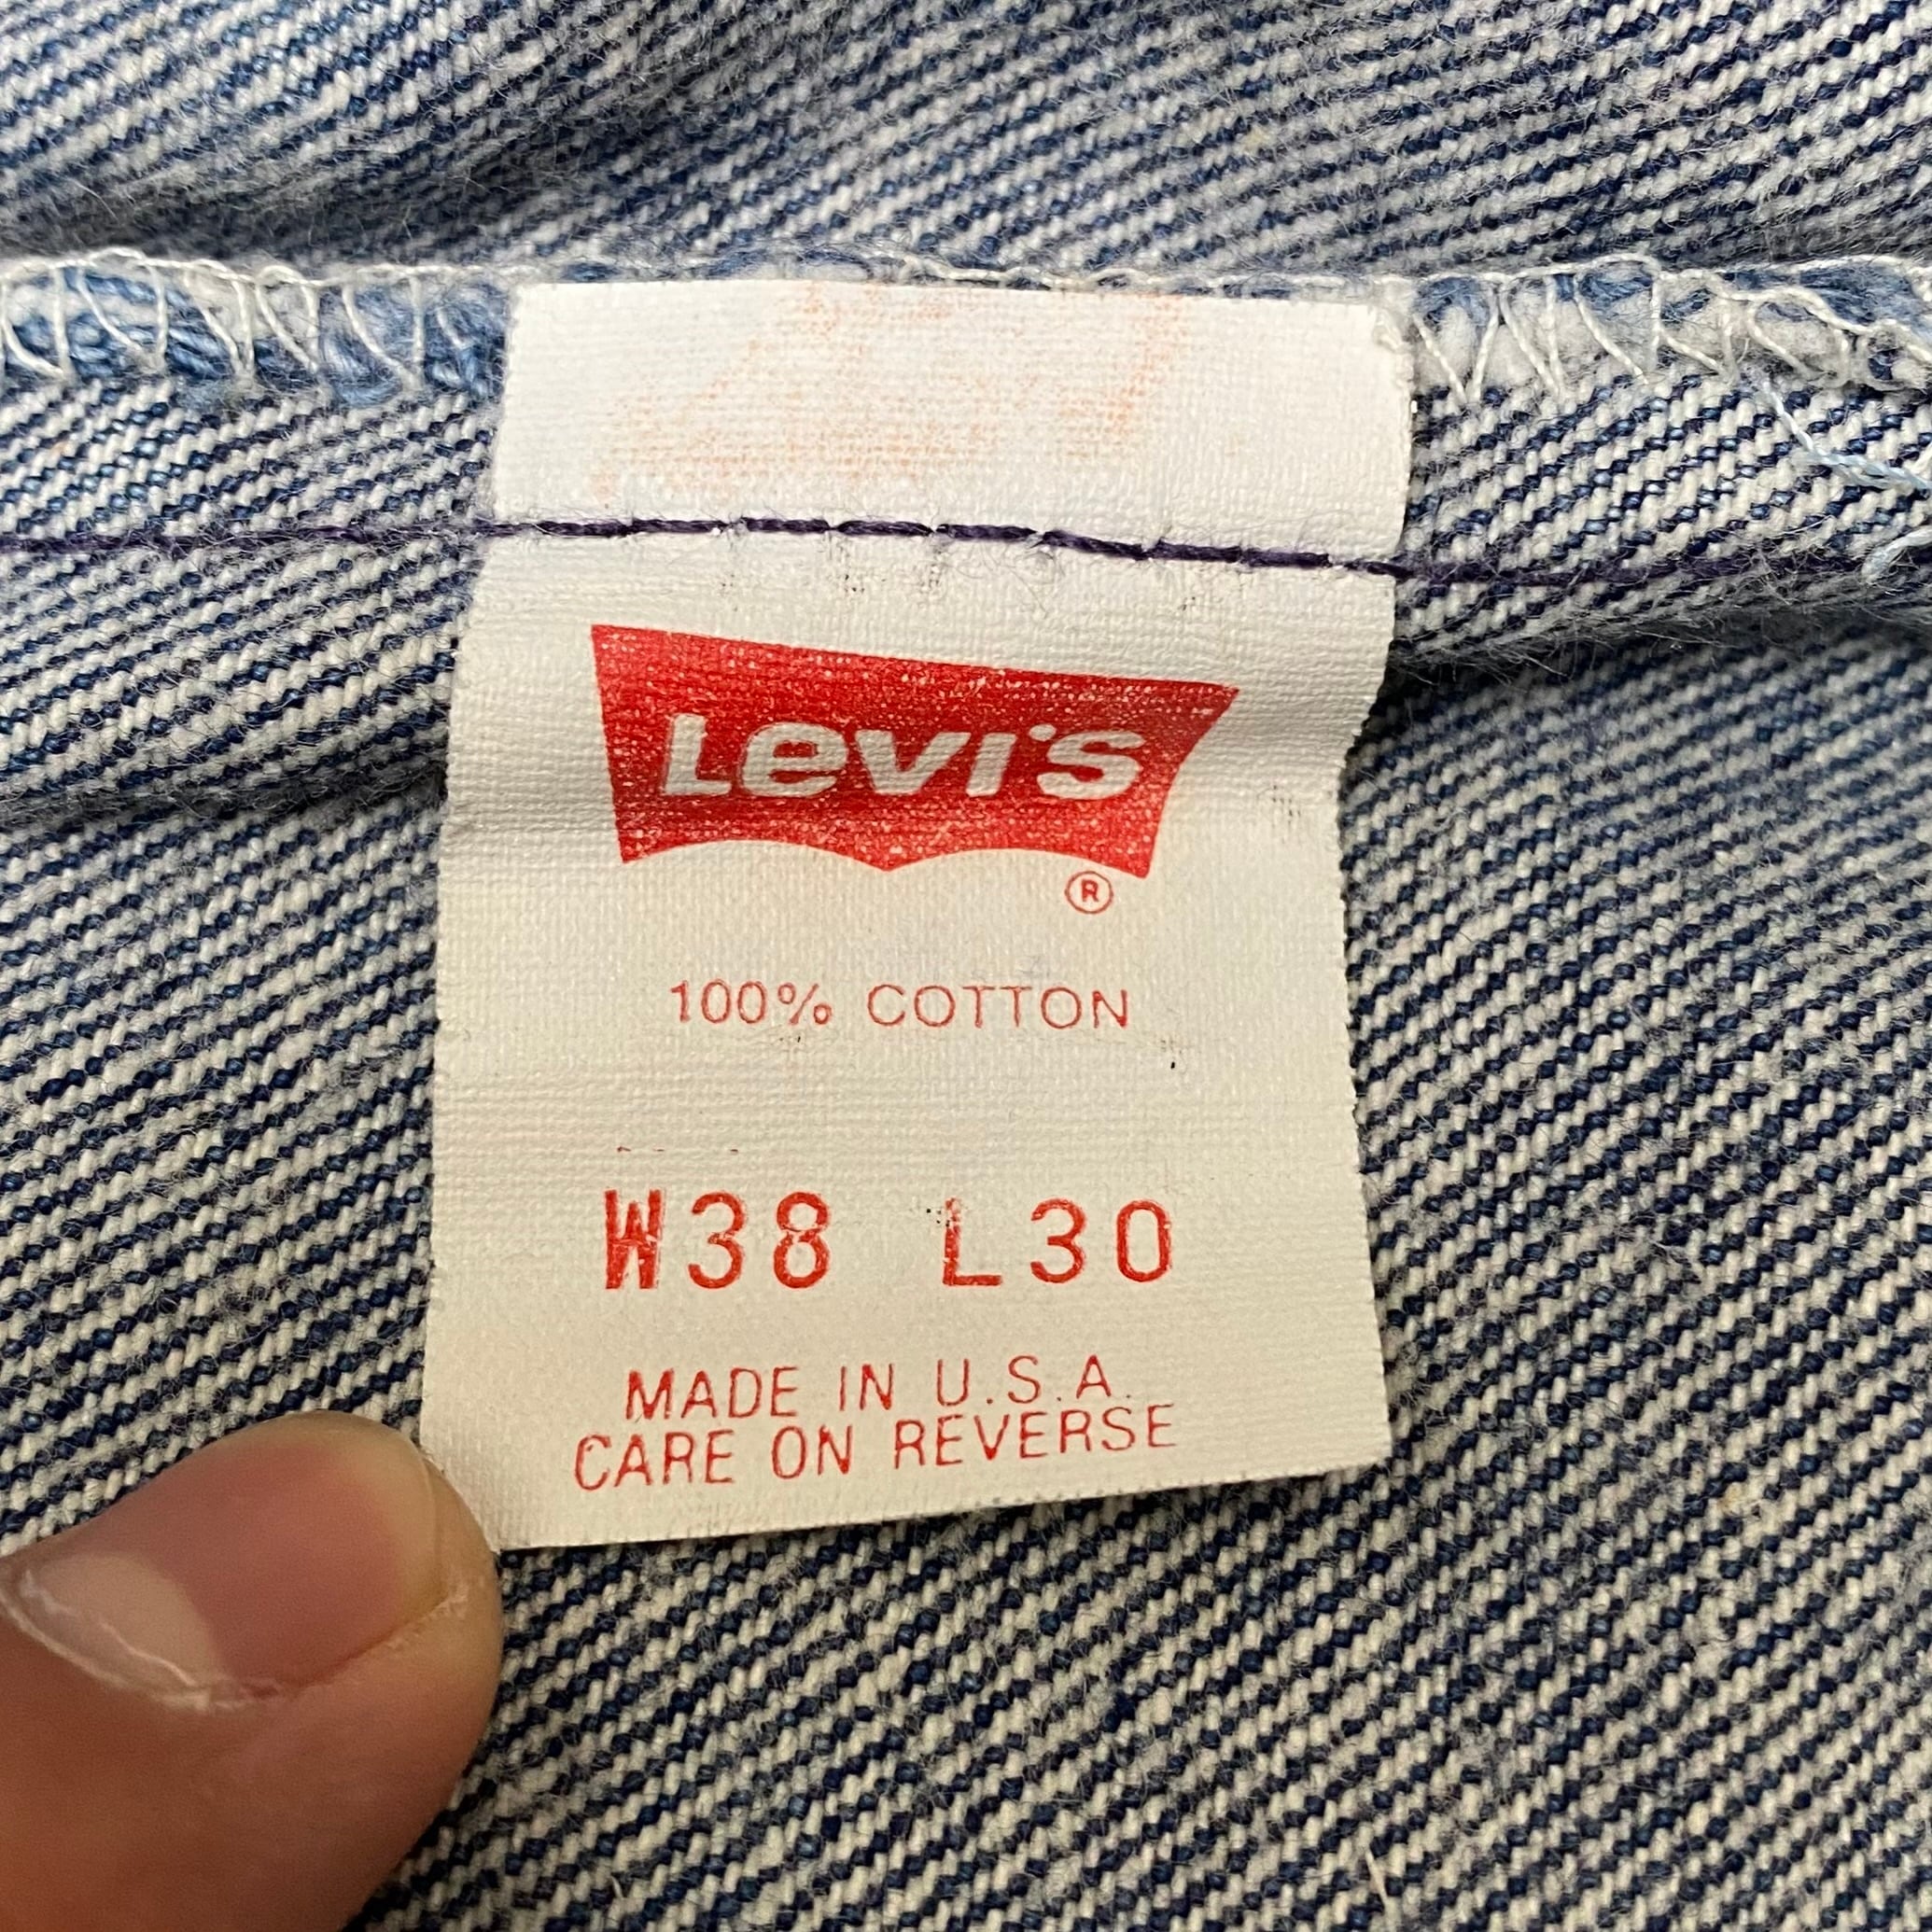 Levi's
®
100% COTTON
W38 L30
MADE IN U.S.A.
CARE ON REVERSE